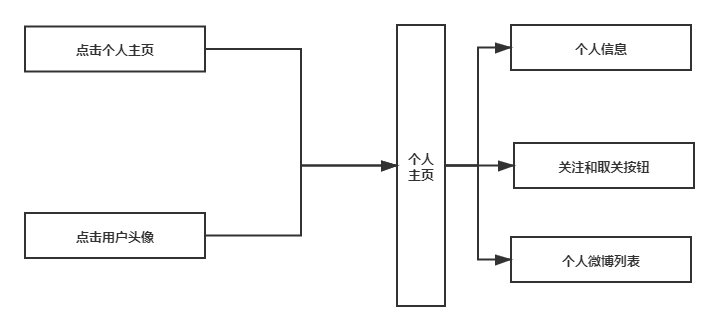 点击个人主页
点击用户头像
个人
主页
个人信息
关注和取关按钮
个人微博列表